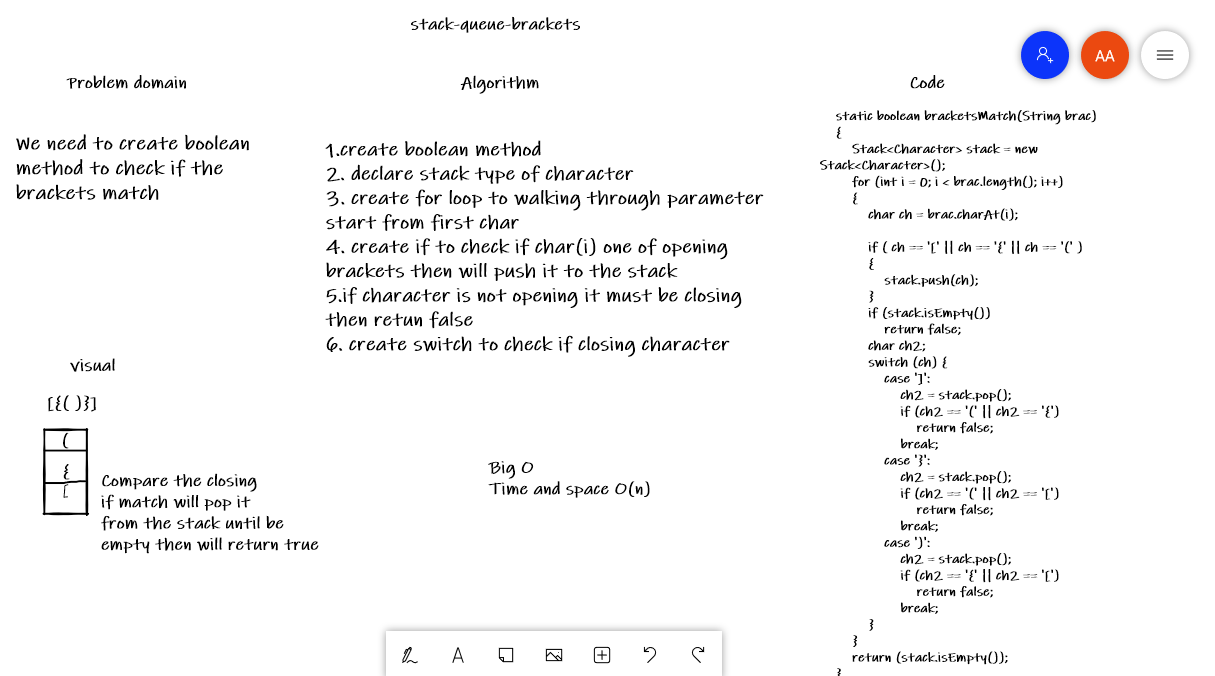 stack-queue-brackets
AA
Problem domain
We need to create boolean
method to check if the
brackets match
visual
[{( )}]
(
{
[
Compare the closing
if match will pop it
from the stack until be
empty then will return true
Algorithm
1.create boolean method
2. declare stack type of character
3. create for loop to walking through parameter
start from first char
4. create if to check if char(i) one of opening
brackets then will push it to the stack
5.if character is not opening it must be closing
then retun false
6. create switch to check if closing character
Big O
Time and space O(n)
Code
static boolean bracketsMatch(String brac)
{
Stack<Character> stack = new
Stack<Character>();
for (int i = 0; i < brac.length(); i++)
{
char ch = brac.charAt(i);
if ( ch == '[' || ch == '{' || ch == '(' )
{
stack.push(ch);
}
if (stack.isEmpty())
return false;
char ch2;
switch (ch) {
case ']':
ch2 = stack.pop();
if (ch2 == '(' || ch2 == '{')
return false;
break;
case '}':
ch2 = stack.pop();
if (ch2 == '(' || ch2 == '[')
return false;
break;
case ')':
ch2 = stack.pop();
if (ch2 == '{' || ch2 == '[')
return false;
break;
}
}
return (stack.isEmpty());
}
A